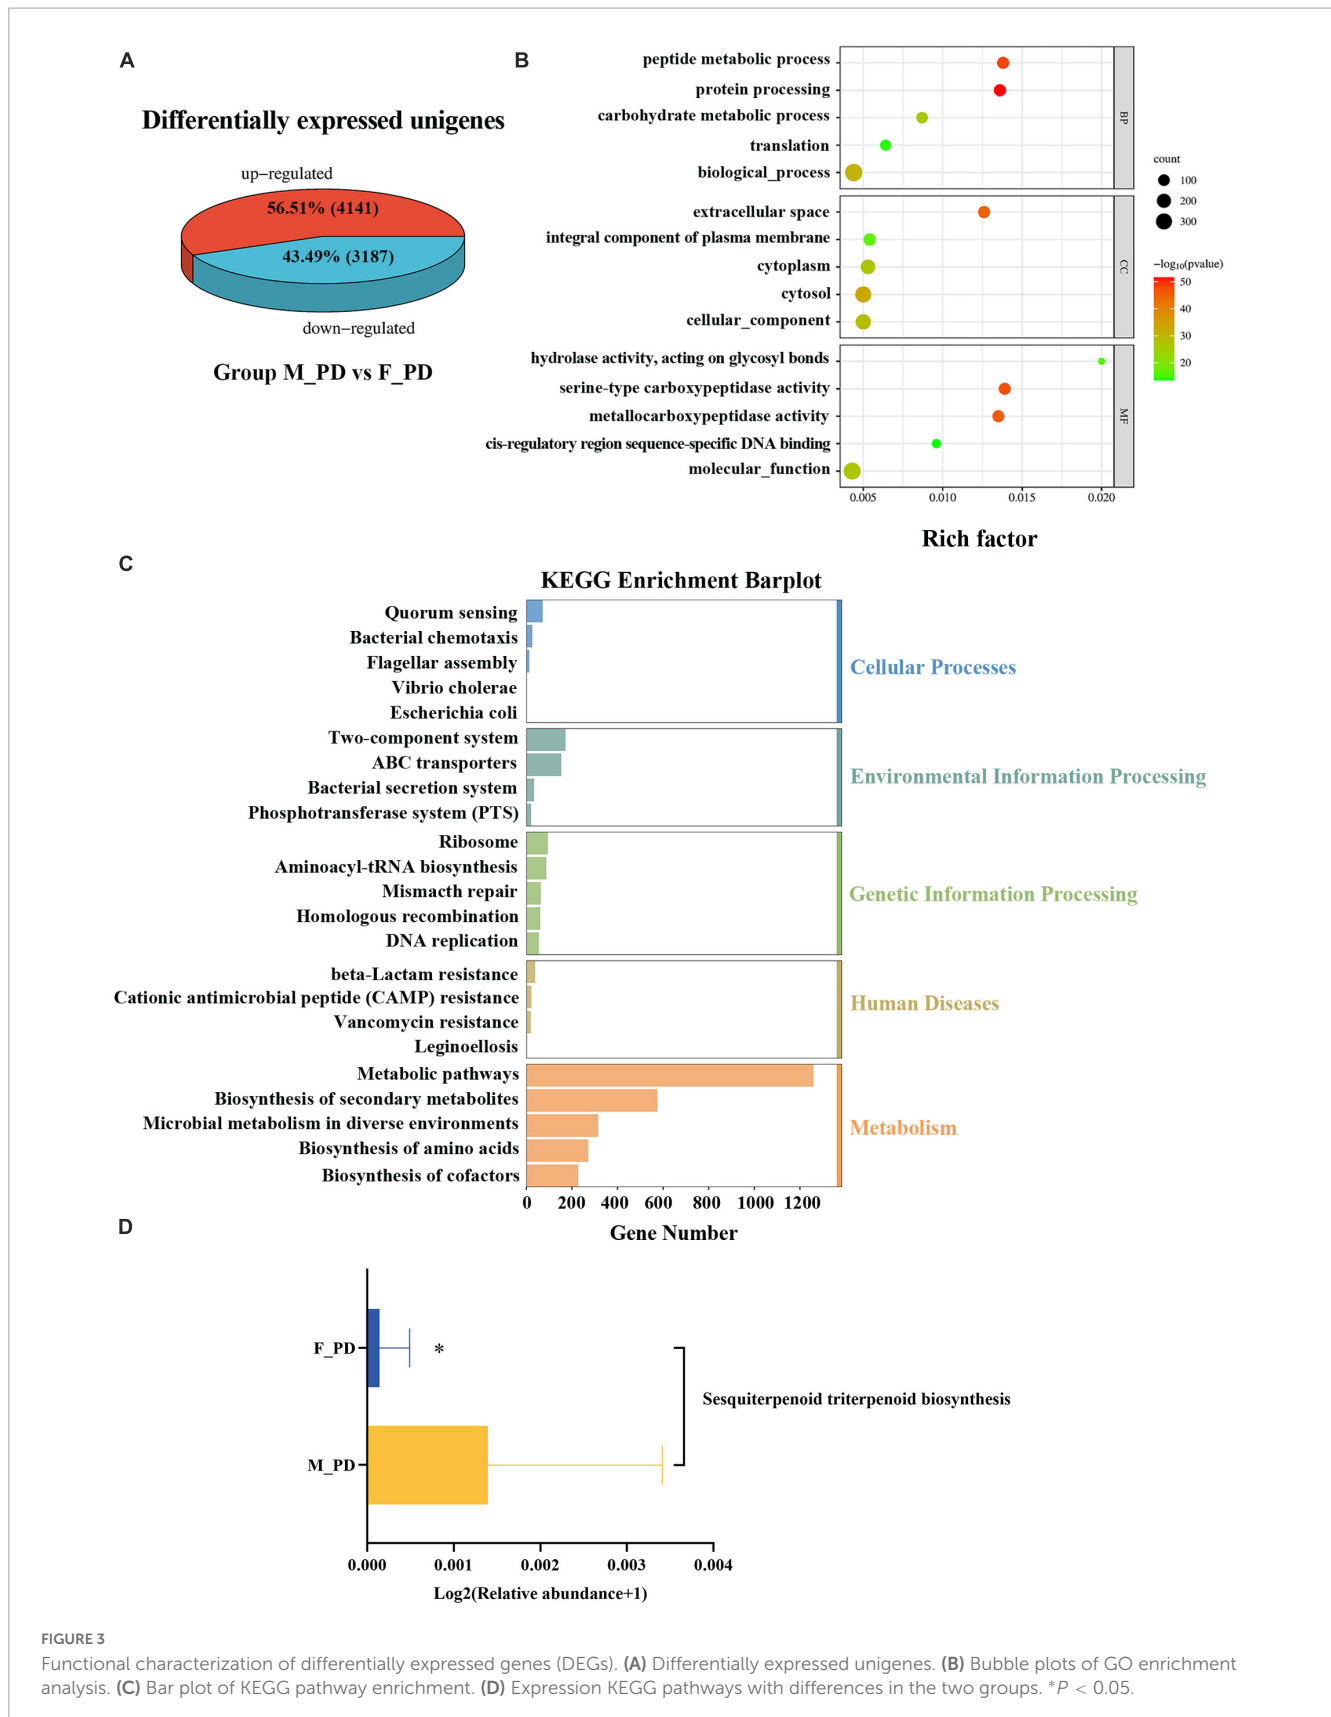 A
Differentially expressed unigenes
up-regulated
56.51% (4141)
43.49% (3187)
down-regulated
Group M_PD vs F_PD
B
peptide metabolic process
protein processing
carbohydrate metabolic process
translation
biological_process
BP
extracellular space
integral component of plasma membrane
cytoplasm
cytosol
cellular_component
CC
hydrolase activity, acting on glycosyl bonds
serine-type carboxypeptidase activity
metallocarboxypeptidase activity
cis-regulatory region sequence-specific DNA binding
molecular_function
MF
0.005 0.010 0.015 0.020
Rich factor
count
100
200
300
-log10(pvalue)
50
40
30
20
C
KEGG Enrichment Barplot
Quorum sensing
Bacterial chemotaxis
Flagellar assembly
Vibrio cholerae
Escherichia coli
Cellular Processes
Two-component system
ABC transporters
Bacterial secretion system
Phosphotransferase system (PTS)
Environmental Information Processing
Ribosome
Aminoacyl-tRNA biosynthesis
Mismacth repair
Homologous recombination
DNA replication
Genetic Information Processing
beta-Lactam resistance
Cationic antimicrobial peptide (CAMP) resistance
Vancomycin resistance
Leginoellosis
Human Diseases
Metabolic pathways
Biosynthesis of secondary metabolites
Microbial metabolism in diverse environments
Biosynthesis of amino acids
Biosynthesis of cofactors
Metabolism
0 200 400 600 800 1000 1200
Gene Number
D
F_PD
*
M_PD
Sesquiterpenoid triterpenoid biosynthesis
0.000 0.001 0.002 0.003 0.004
Log2(Relative abundance+1)
FIGURE 3
Functional characterization of differentially expressed genes (DEGs). (A) Differentially expressed unigenes. (B) Bubble plots of GO enrichment
analysis. (C) Bar plot of KEGG pathway enrichment. (D) Expression KEGG pathways with differences in the two groups. *P < 0.05.